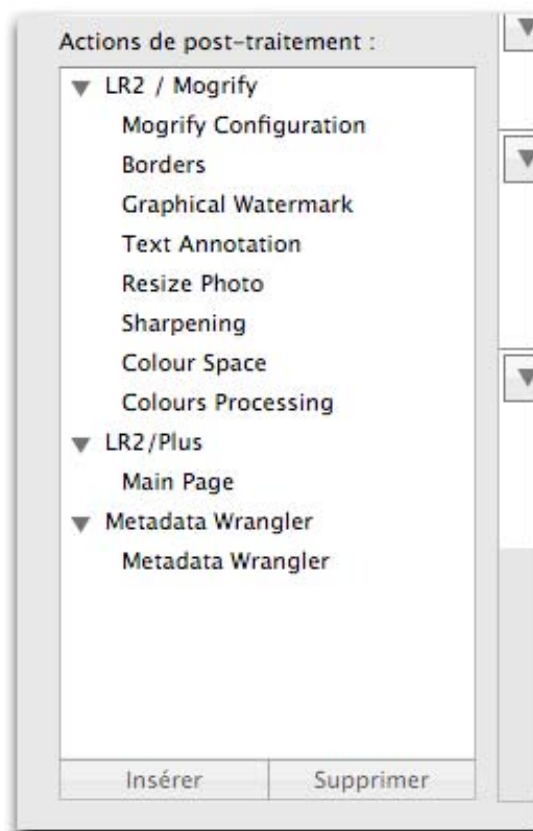 Actions de post-traitement :
LR2 / Mogrify
Mogrify Configuration
Borders
Graphical Watermark
Text Annotation
Resize Photo
Sharpening
Colour Space
Colours Processing
LR2/Plus
Main Page
Metadata Wrangler
Metadata Wrangler
Insérer Supprimer